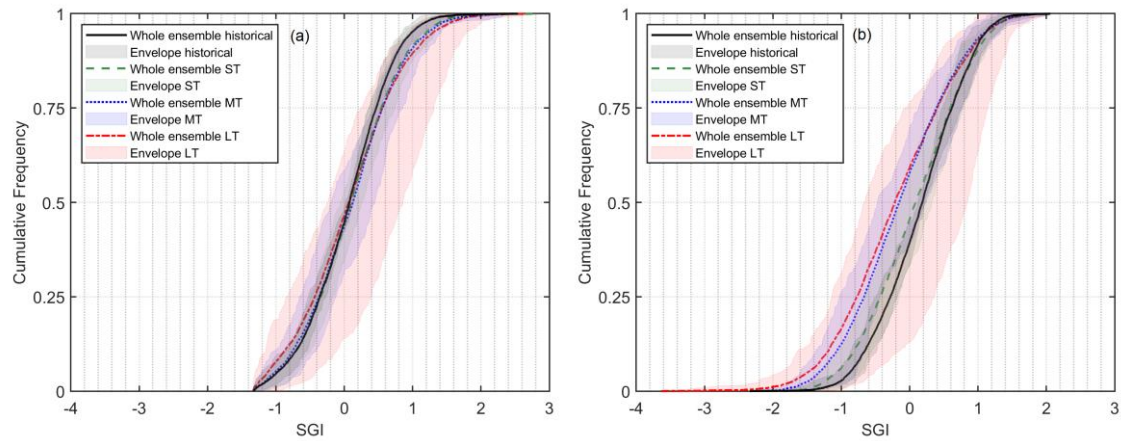 1
0.75
0.5
0.25
0
Cumulative Frequency
-4 -3 -2 -1 0 1 2 3
SGI
(a)
Whole ensemble historical
Envelope historical
Whole ensemble ST
Envelope ST
Whole ensemble MT
Envelope MT
Whole ensemble LT
Envelope LT
1
0.75
0.5
0.25
0
Cumulative Frequency
-4 -3 -2 -1 0 1 2 3
SGI
(b)
Whole ensemble historical
Envelope historical
Whole ensemble ST
Envelope ST
Whole ensemble MT
Envelope MT
Whole ensemble LT
Envelope LT